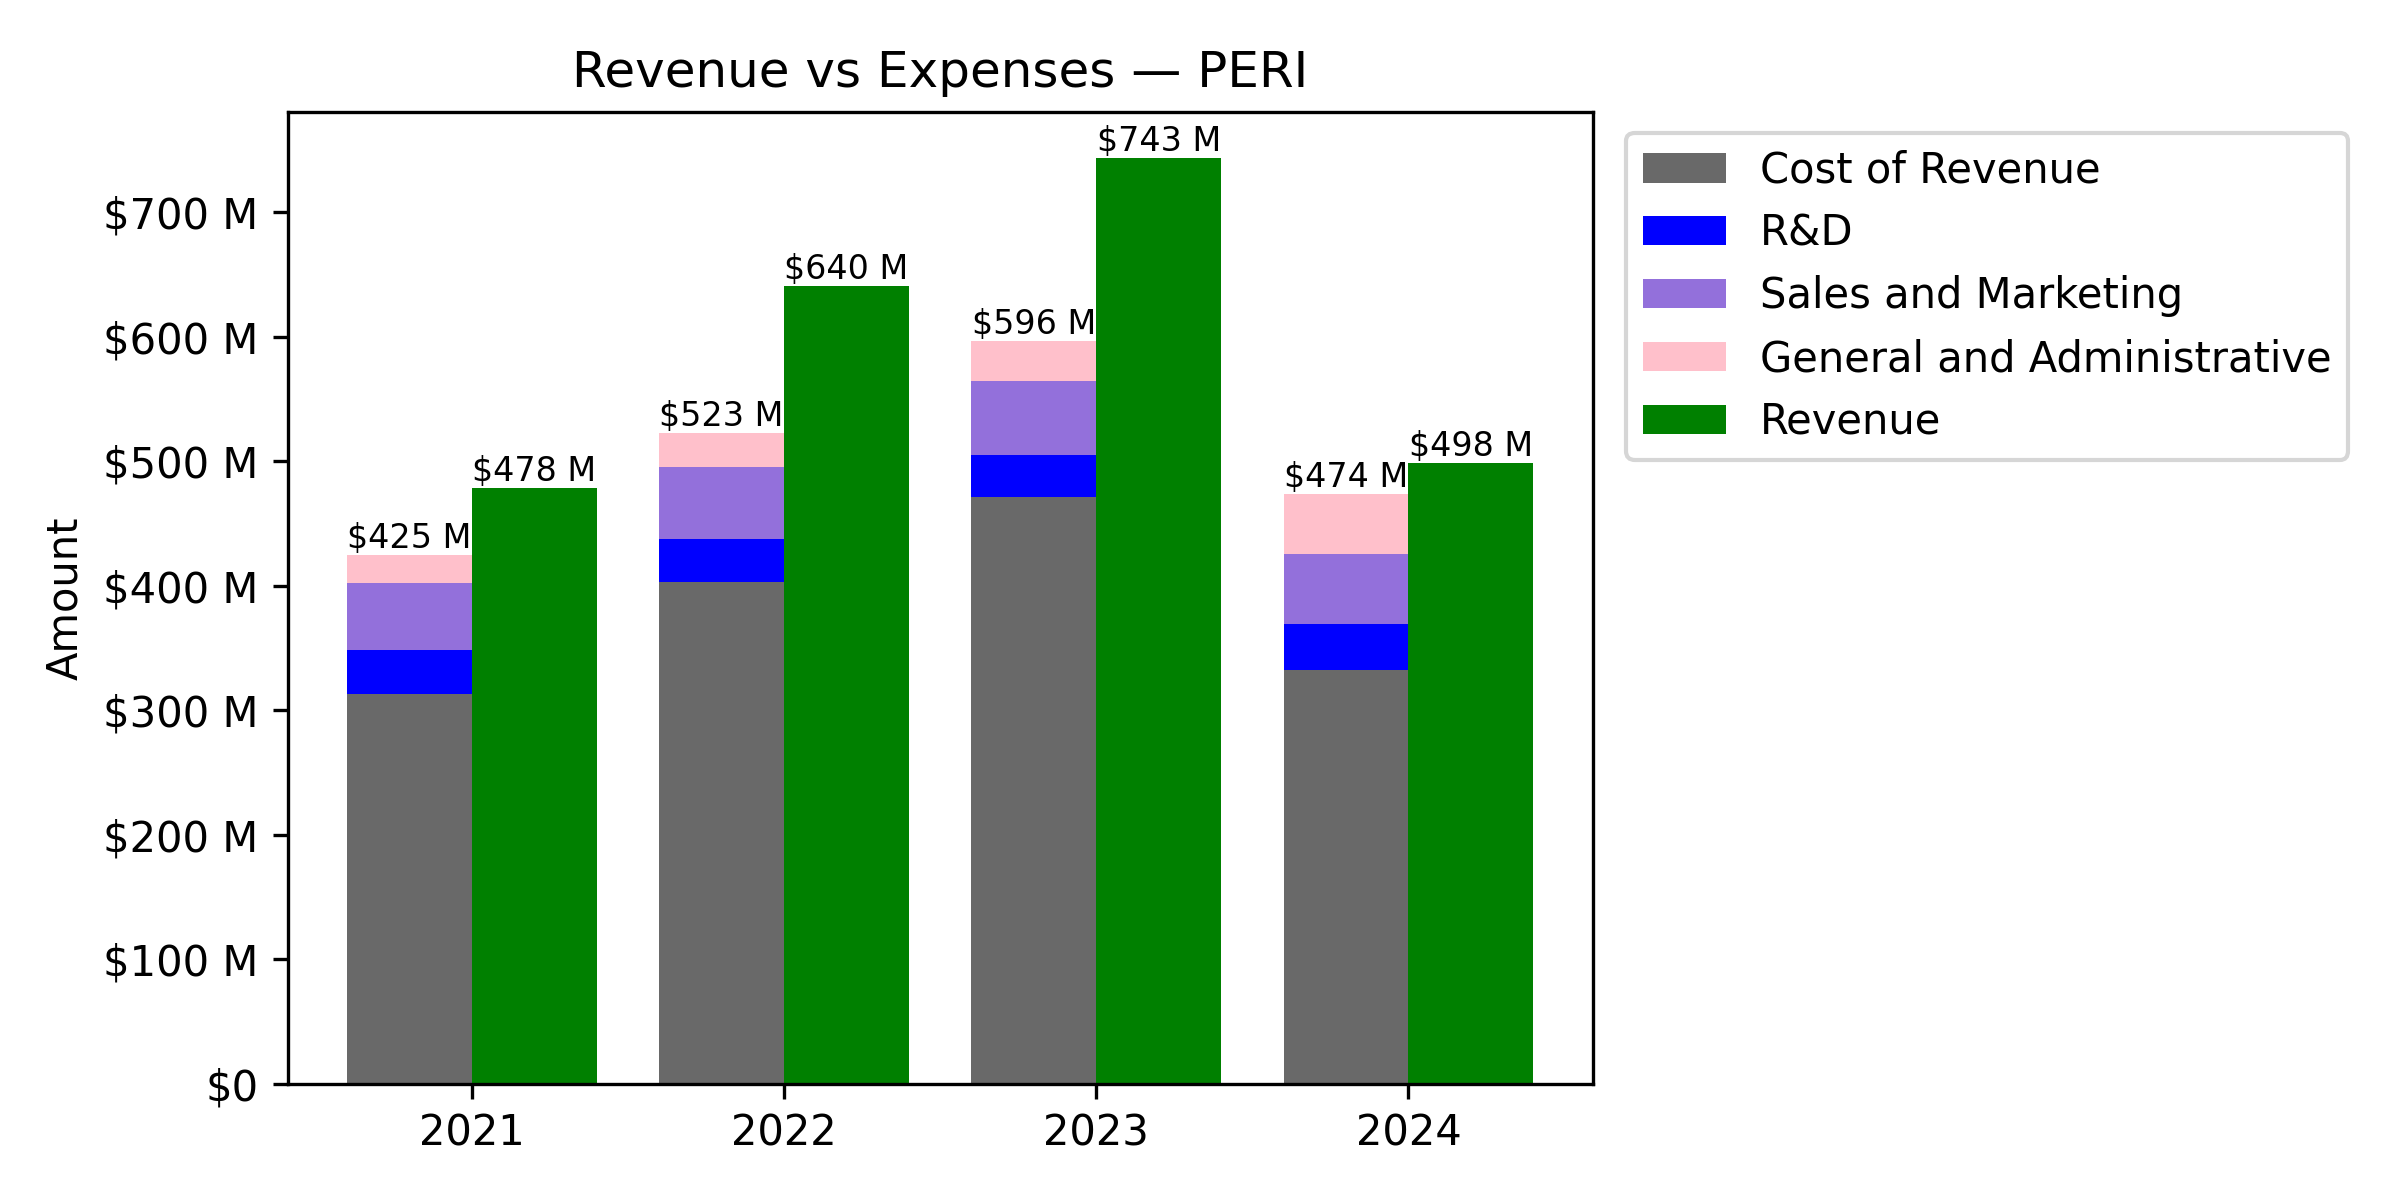 Revenue vs Expenses — PERI
Amount
$700 M
$600 M
$500 M
$400 M
$300 M
$200 M
$100 M
$0
$425 M
$478 M
$523 M
$640 M
$596 M
$743 M
$474 M
$498 M
2021
2022
2023
2024
Cost of Revenue
R&D
Sales and Marketing
General and Administrative
Revenue